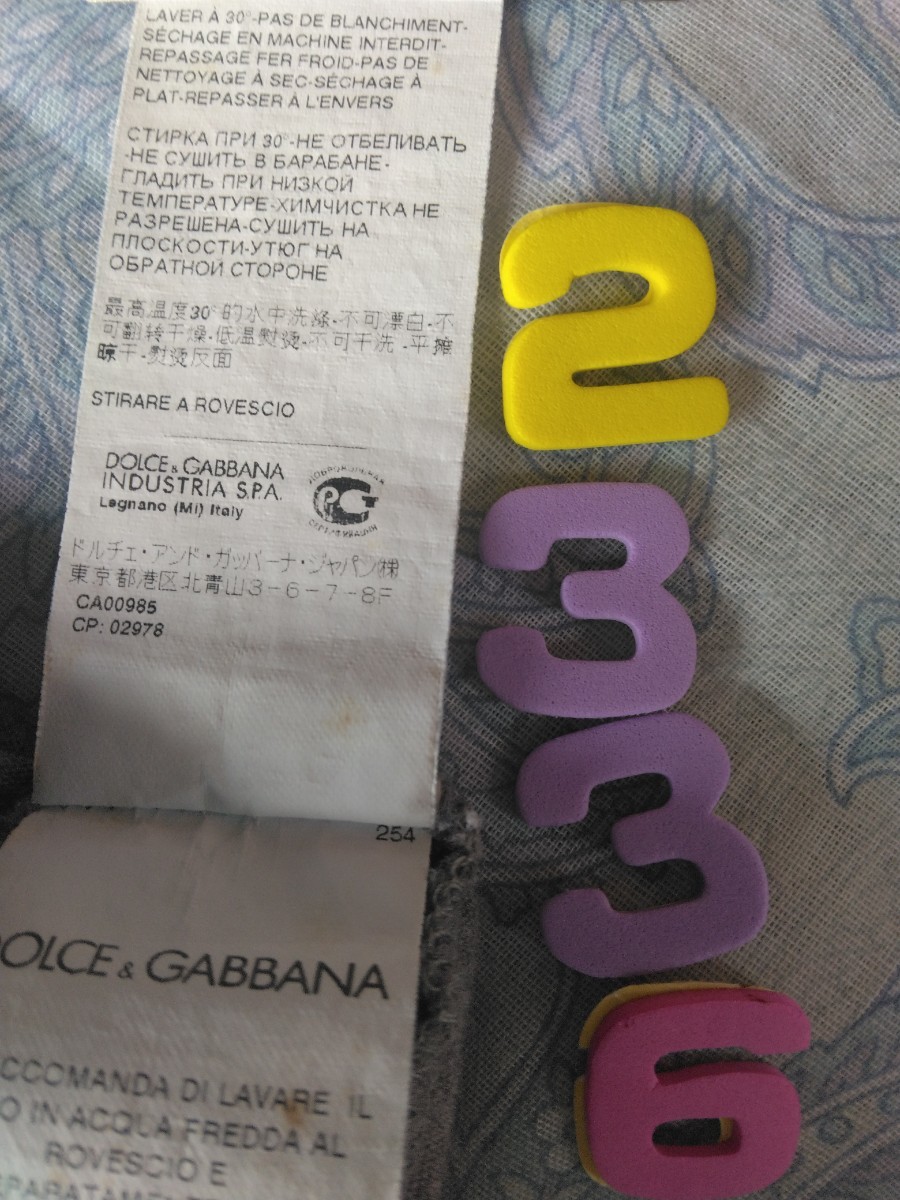 LAVER À 30°-PAS DE BLANCHIMENT-
SÉCHAGE EN MACHINE INTERDIT-
REPASSAGE FER FROID-PAS DE
NETTOYAGE À SEC-SÉCHAGE À
PLAT-REPASSER À L'ENVERS
СТИРКА ПРИ 30°-НЕ ОТБЕЛИВАТЬ
-НЕ СУШИТЬ В БАРАБАНЕ-
ГЛАДИТЬ ПРИ НИЗКОЙ
ТЕМПЕРАТУРЕ-ХИМЧИСТКА НЕ
РАЗРЕШЕНА-СУШИТЬ НА
ПЛОСКОСТИ-УТЮГ НА
ОБРАТНОЙ СТОРОНЕ
最高温度30°的水中洗涤-不可漂白-不
可翻转干燥-低温熨烫-不可干洗-平摊
晾干-熨烫反面
STIRARE A ROVESCIO
DOLCE & GABBANA
INDUSTRIA S.P.A.
Legnano (MI) Italy
ДОБРОВОЛЬНАЯ
РСТ
СЕРТИФИКАЦИЯ
ドルチェ・アンド・ガッバーナ・ジャパン㈱
東京都港区北青山3-6-7-8F
CA00985
CP: 02978
254
DOLCE & GABBANA
CCOMANDA DI LAVARE IL
O IN ACQUA FREDDA AL
ROVESCIO E
PARATAMENTE
2
3
3
6